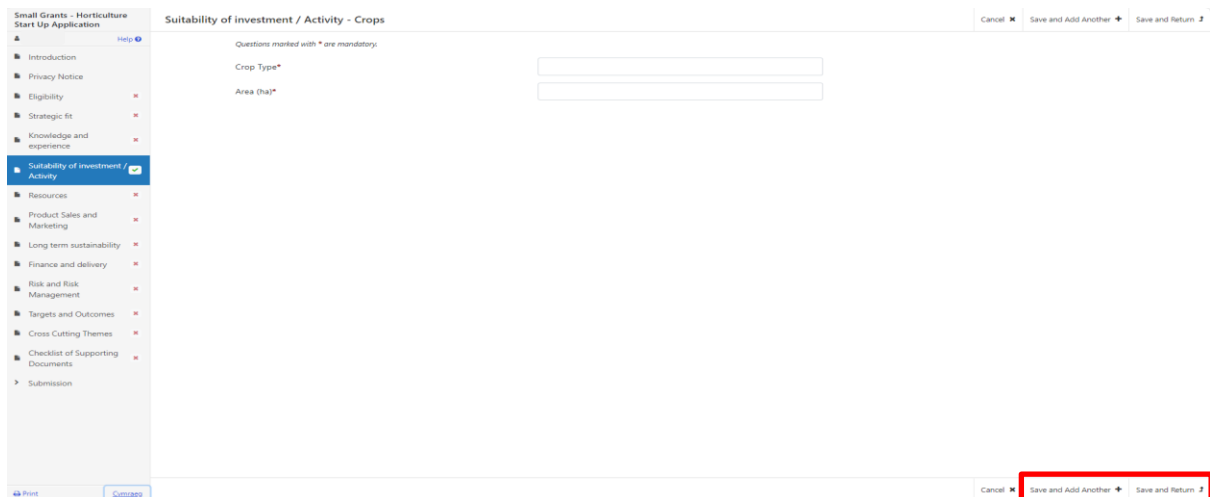 Small Grants - Horticulture
Start Up Application
Help
Introduction
Privacy Notice
Eligibility
Strategic fit
Knowledge and
experience
Suitability of investment /
Activity
Resources
Product Sales and
Marketing
Long term sustainability
Finance and delivery
Risk and Risk
Management
Targets and Outcomes
Cross Cutting Themes
Checklist of Supporting
Documents
Submission
Print
Cymraeg
Suitability of investment / Activity - Crops
Cancel
Save and Add Another
Save and Return
Questions marked with * are mandatory.
Crop Type*
Area (ha)*
Cancel
Save and Add Another
Save and Return